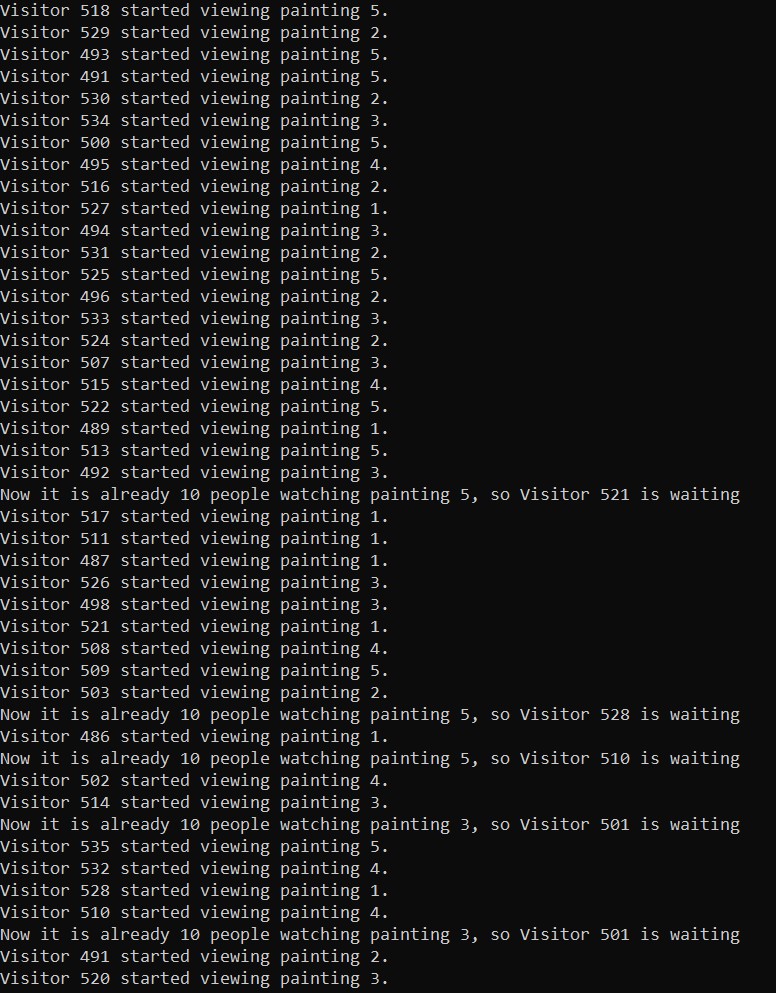 Visitor 518 started viewing painting 5.
Visitor 529 started viewing painting 2.
Visitor 493 started viewing painting 5.
Visitor 491 started viewing painting 5.
Visitor 530 started viewing painting 2.
Visitor 534 started viewing painting 3.
Visitor 500 started viewing painting 5.
Visitor 495 started viewing painting 4.
Visitor 516 started viewing painting 2.
Visitor 527 started viewing painting 1.
Visitor 494 started viewing painting 3.
Visitor 531 started viewing painting 2.
Visitor 525 started viewing painting 5.
Visitor 496 started viewing painting 2.
Visitor 533 started viewing painting 3.
Visitor 524 started viewing painting 2.
Visitor 507 started viewing painting 3.
Visitor 515 started viewing painting 4.
Visitor 522 started viewing painting 5.
Visitor 489 started viewing painting 1.
Visitor 513 started viewing painting 5.
Visitor 492 started viewing painting 3.
Now it is already 10 people watching painting 5, so Visitor 521 is waiting
Visitor 517 started viewing painting 1.
Visitor 511 started viewing painting 1.
Visitor 487 started viewing painting 1.
Visitor 526 started viewing painting 3.
Visitor 498 started viewing painting 3.
Visitor 521 started viewing painting 1.
Visitor 508 started viewing painting 4.
Visitor 509 started viewing painting 5.
Visitor 503 started viewing painting 2.
Now it is already 10 people watching painting 5, so Visitor 528 is waiting
Visitor 486 started viewing painting 1.
Now it is already 10 people watching painting 5, so Visitor 510 is waiting
Visitor 502 started viewing painting 4.
Visitor 514 started viewing painting 3.
Now it is already 10 people watching painting 3, so Visitor 501 is waiting
Visitor 535 started viewing painting 5.
Visitor 532 started viewing painting 4.
Visitor 528 started viewing painting 1.
Visitor 510 started viewing painting 4.
Now it is already 10 people watching painting 3, so Visitor 501 is waiting
Visitor 491 started viewing painting 2.
Visitor 520 started viewing painting 3.